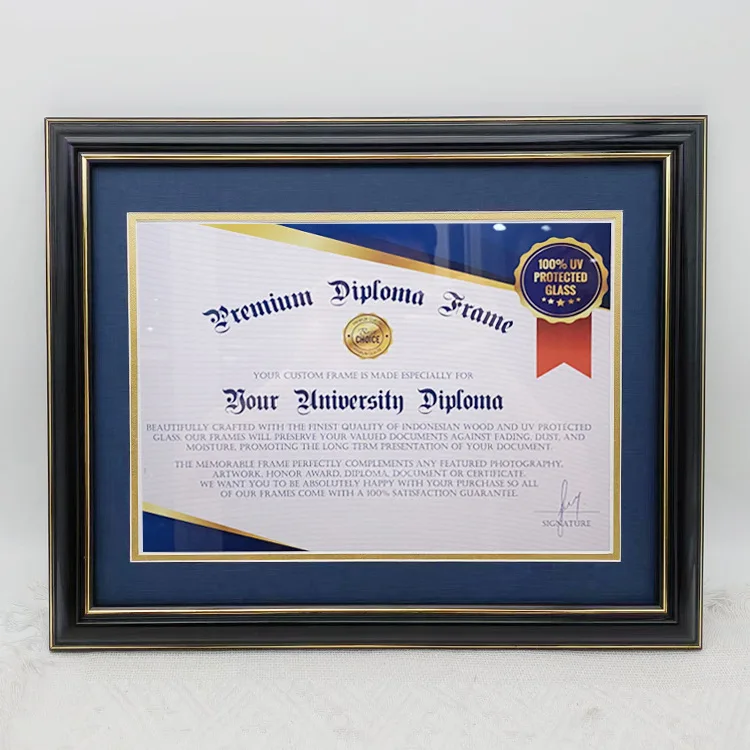 100% UV
PROTECTED
GLASS
Premium Diploma Frame
CHOICE
YOUR CUSTOM FRAME IS MADE ESPECIALLY FOR
Your University Diploma
BEAUTIFULLY CRAFTED WITH THE FINEST QUALITY OF INDONESIAN WOOD AND UV PROTECTED
GLASS. OUR FRAMES WILL PRESERVE YOUR VALUED DOCUMENTS AGAINST FADING, DUST, AND
MOISTURE, PROMOTING THE LONG TERM PRESENTATION OF YOUR DOCUMENT.
THE MEMORABLE FRAME PERFECTLY COMPLEMENTS ANY FEATURED PHOTOGRAPHY,
ARTWORK, HONOR AWARD, DIPLOMA, DOCUMENT OR CERTIFICATE.
WE WANT YOU TO BE ABSOLUTELY HAPPY WITH YOUR PURCHASE SO ALL
OF OUR FRAMES COME WITH A 100% SATISFACTION GUARANTEE.
SIGNATURE